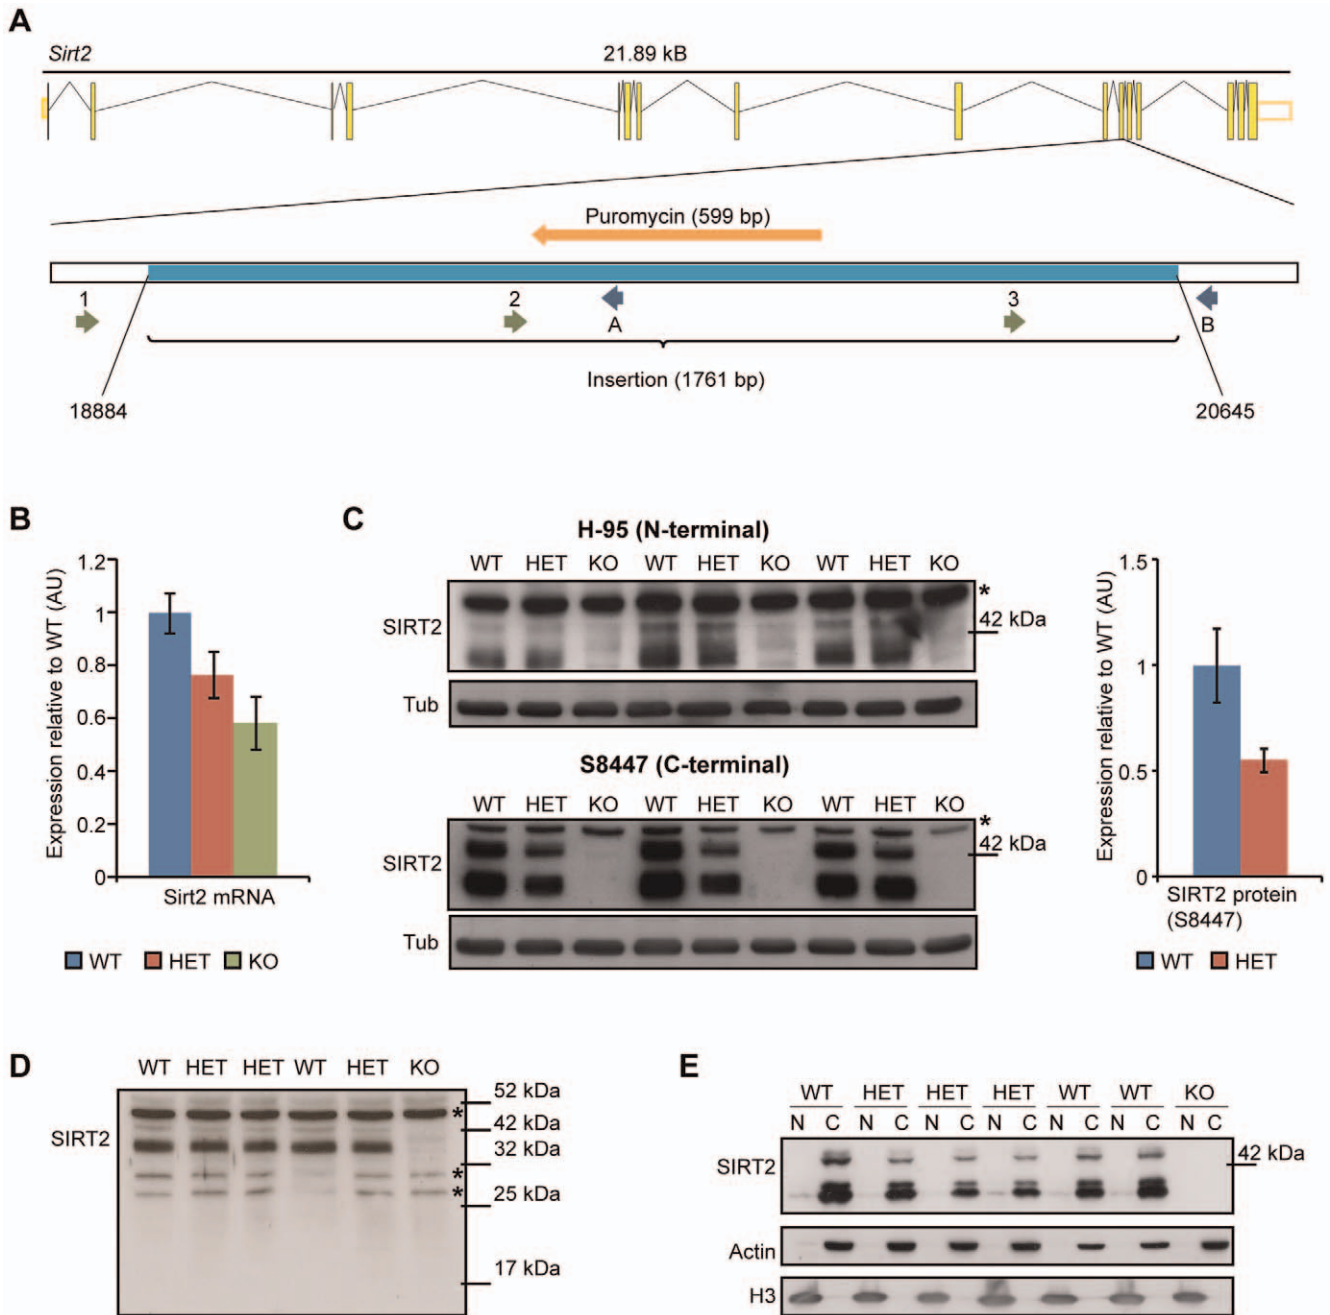 A
Sirt2
21.89 kB
Puromycin (599 bp)
1
2
3
A
B
Insertion (1761 bp)
18884
20645
B
Expression relative to WT (AU)
1.2
1
0.8
0.6
0.4
0.2
0
Sirt2 mRNA
WT HET KO
C
H-95 (N-terminal)
WT HET KO WT HET KO WT HET KO
*
SIRT2
42 kDa
Tub
S8447 (C-terminal)
WT HET KO WT HET KO WT HET KO
*
SIRT2
42 kDa
Tub
Expression relative to WT (AU)
1.5
1
0.5
0
SIRT2 protein
(S8447)
WT HET
D
WT HET HET WT HET KO
SIRT2
52 kDa
*
42 kDa
32 kDa
*
*
25 kDa
17 kDa
E
WT HET HET HET WT WT KO
N C N C N C N C N C N C N C
SIRT2
42 kDa
Actin
H3